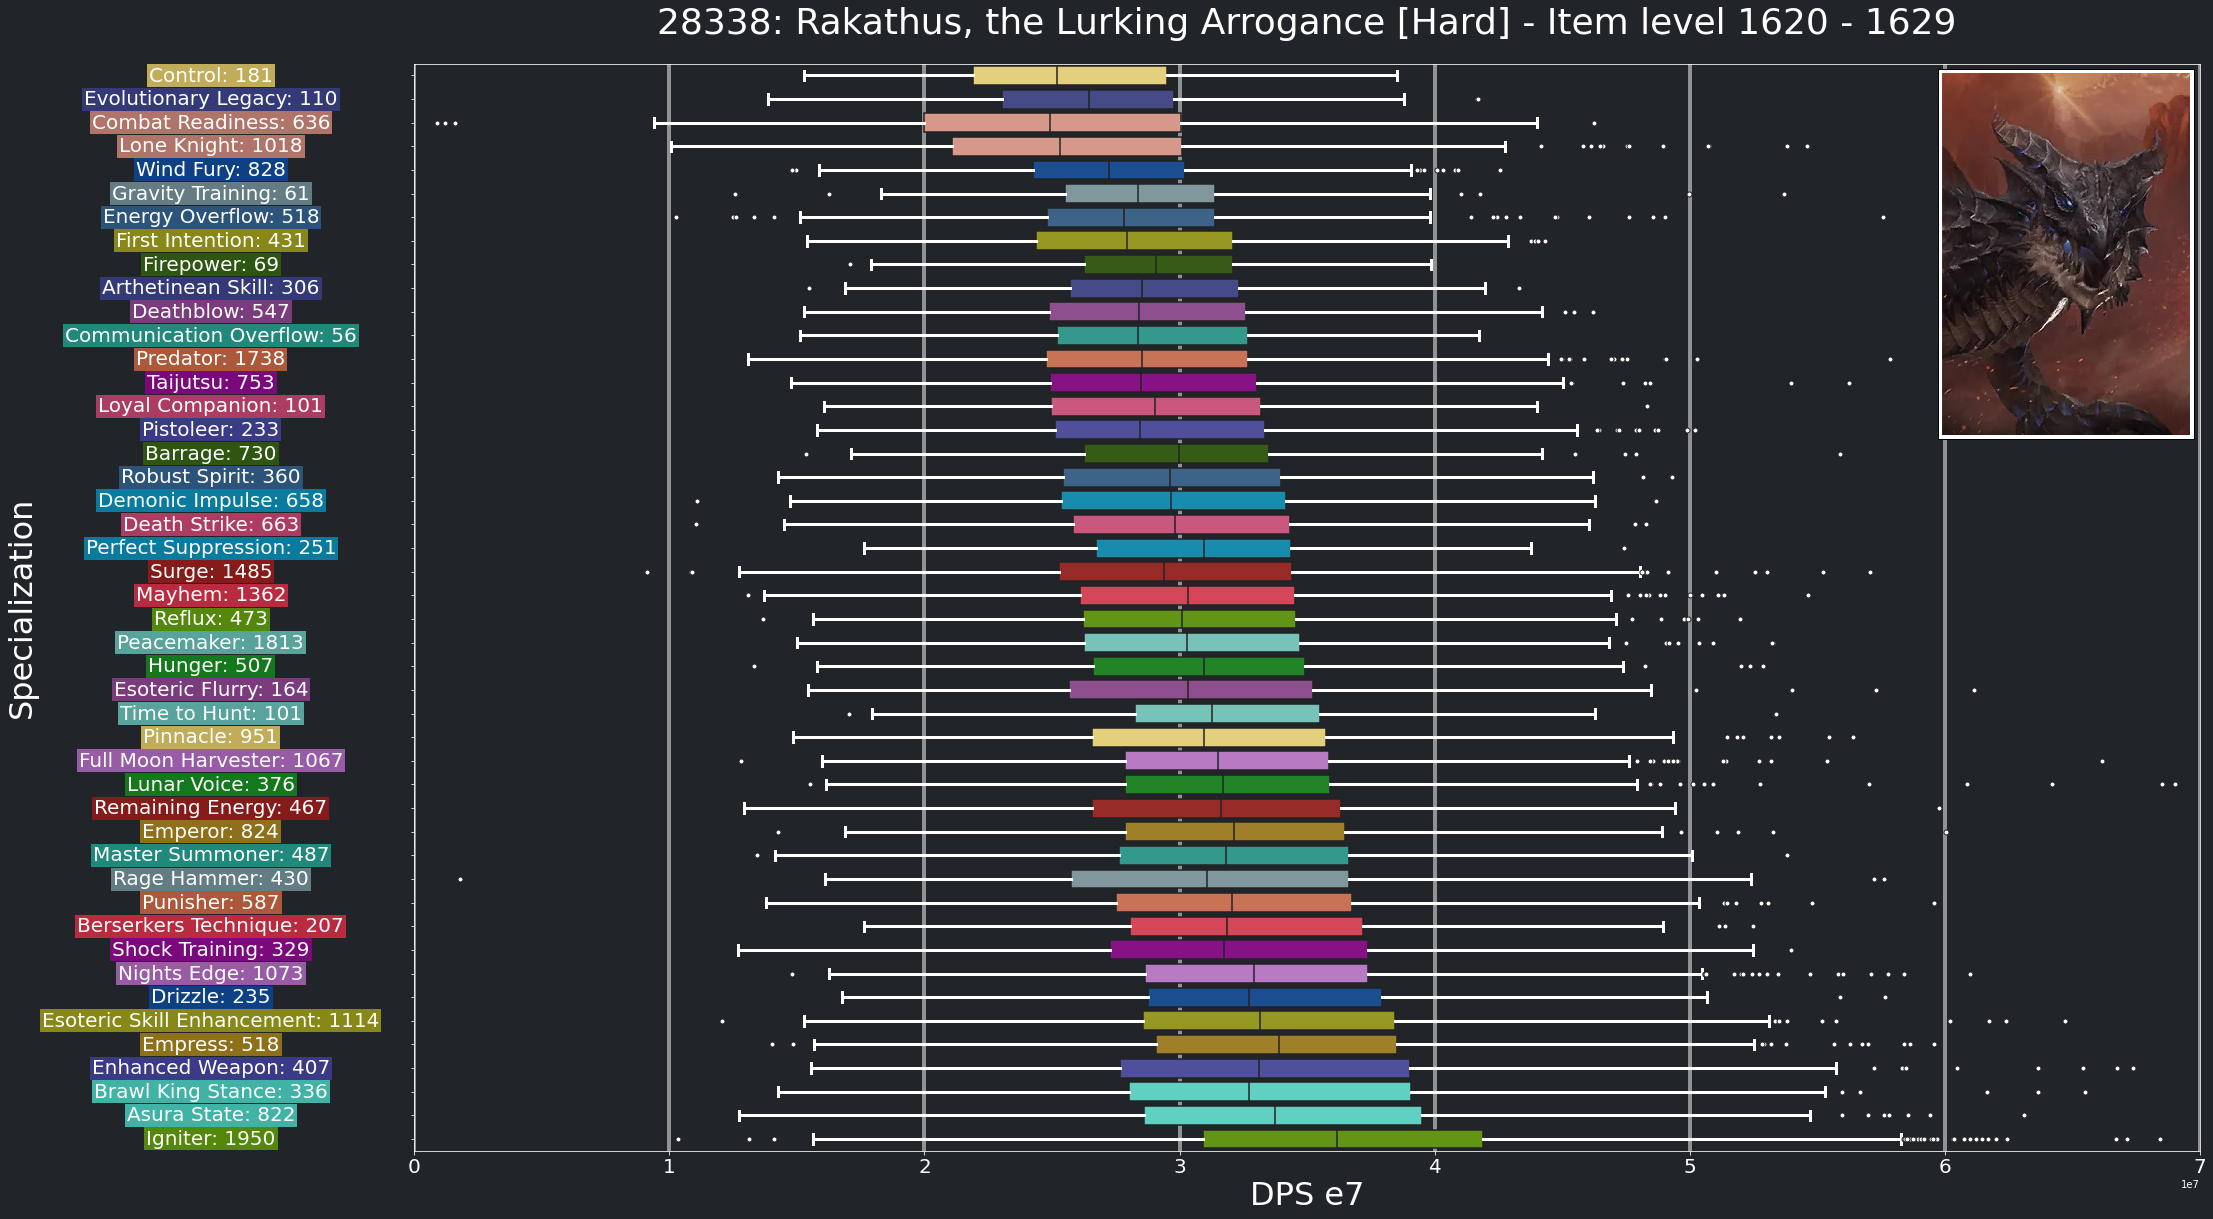 28338: Rakathus, the Lurking Arrogance [Hard] - Item level 1620 - 1629
Control: 181
Evolutionary Legacy: 110
Combat Readiness: 636
Lone Knight: 1018
Wind Fury: 828
Gravity Training: 61
Energy Overflow: 518
First Intention: 431
Firepower: 69
Arthetinean Skill: 306
Deathblow: 547
Communication Overflow: 56
Predator: 1738
Taijutsu: 753
Loyal Companion: 101
Pistoleer: 233
Barrage: 730
Robust Spirit: 360
Demonic Impulse: 658
Death Strike: 663
Perfect Suppression: 251
Surge: 1485
Mayhem: 1362
Reflux: 473
Peacemaker: 1813
Hunger: 507
Esoteric Flurry: 164
Time to Hunt: 101
Pinnacle: 951
Full Moon Harvester: 1067
Lunar Voice: 376
Remaining Energy: 467
Emperor: 824
Master Summoner: 487
Rage Hammer: 430
Punisher: 587
Berserkers Technique: 207
Shock Training: 329
Nights Edge: 1073
Drizzle: 235
Esoteric Skill Enhancement: 1114
Empress: 518
Enhanced Weapon: 407
Brawl King Stance: 336
Asura State: 822
Igniter: 1950
Specialization
0 1 2 3 4 5 6 7
DPS e7
1e7